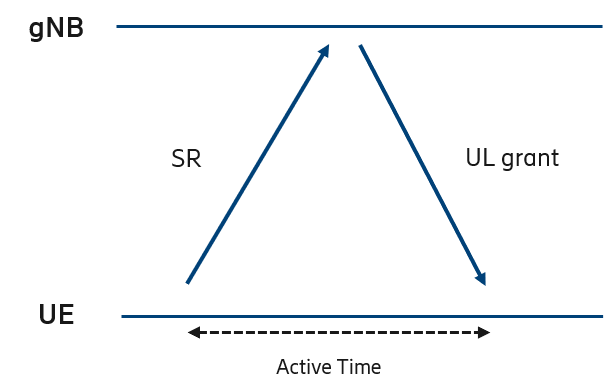 gNB
SR
UL grant
UE
Active Time